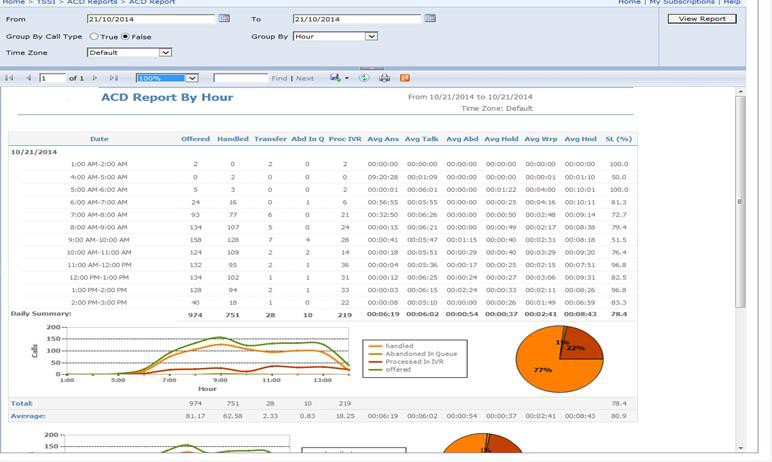 Home > TSSI > ACD Reports > ACD Report
Home | My Subscriptions | Help
From 21/10/2014 To 21/10/2014 View Report
Group By Call Type True False Group By Hour
Time Zone Default
1 of 1 100% Find | Next
ACD Report By Hour
From 10/21/2014 to 10/21/2014
Time Zone: Default
Date Offered Handled Transfer Abd In Q Proc IVR Avg Ans Avg Talk Avg Abd Avg Hold Avg Wrp Avg Hnd SL (%)
10/21/2014
1:00 AM-2:00 AM 2 0 2 0 2 00:00:00 00:00:00 00:00:00 00:00:00 00:00:00 00:00:00 100.0
4:00 AM-5:00 AM 0 2 0 0 0 09:20:28 00:01:09 00:00:00 00:00:00 00:00:01 00:01:10 50.0
5:00 AM-6:00 AM 5 3 0 0 2 00:00:01 00:06:01 00:00:00 00:01:22 00:04:00 00:10:01 100.0
6:00 AM-7:00 AM 24 16 0 1 6 00:56:55 00:05:55 00:00:00 00:00:25 00:04:16 00:10:11 81.3
7:00 AM-8:00 AM 93 77 6 0 21 00:32:50 00:06:26 00:00:00 00:00:50 00:02:48 00:09:14 72.7
8:00 AM-9:00 AM 134 107 5 0 24 00:00:15 00:06:21 00:00:00 00:00:49 00:02:17 00:08:38 79.4
9:00 AM-10:00 AM 158 128 7 4 28 00:00:41 00:05:47 00:01:15 00:00:40 00:02:31 00:08:18 51.5
10:00 AM-11:00 AM 124 109 2 2 14 00:00:18 00:05:51 00:00:29 00:00:40 00:03:29 00:09:20 76.4
11:00 AM-12:00 PM 132 95 2 1 36 00:00:04 00:05:36 00:00:17 00:00:25 00:02:15 00:07:51 96.8
12:00 PM-1:00 PM 134 102 1 1 31 00:00:12 00:06:25 00:00:24 00:00:27 00:03:06 00:09:31 82.5
1:00 PM-2:00 PM 128 94 2 1 33 00:00:03 00:06:15 00:02:24 00:00:33 00:02:11 00:08:26 96.8
2:00 PM-3:00 PM 40 18 1 0 22 00:00:08 00:05:10 00:00:00 00:00:26 00:01:49 00:06:59 83.3
Daily Summary: 974 751 28 10 219 00:06:19 00:06:02 00:00:54 00:00:37 00:02:41 00:08:43 78.4
200
150
100
50
0
Calls
1:00 5:00 7:00 9:00 11:00 13:00
Hour
handled
Abandoned In Queue
Processed In IVR
offered
1%
22%
77%
Total: 974 751 28 10 219 78.4
Average: 81.17 62.58 2.33 0.83 18.25 00:06:19 00:06:02 00:00:54 00:00:37 00:02:41 00:08:43 80.9
200
150